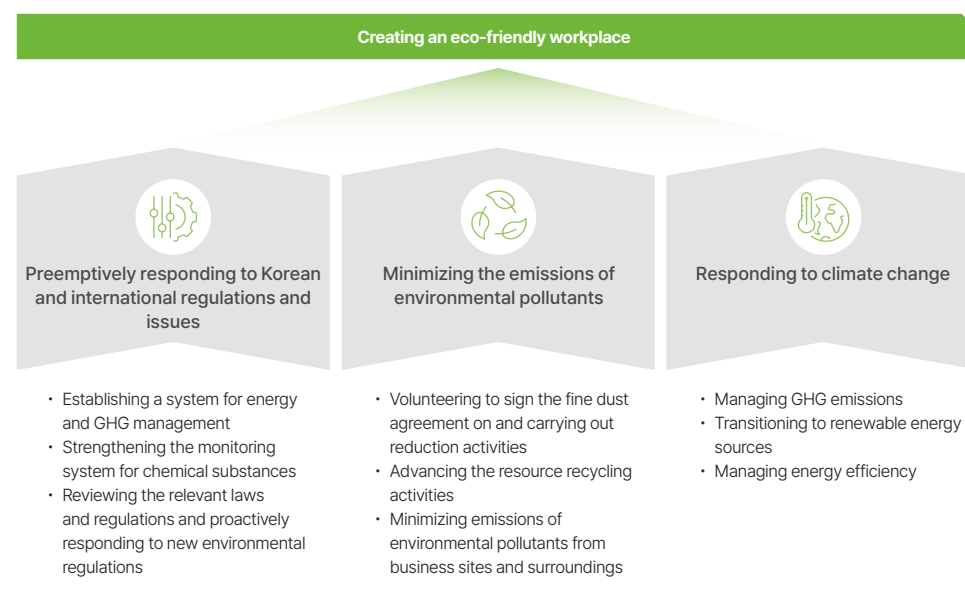 Creating an eco-friendly workplace
Preemptively responding to Korean
and international regulations and
issues
• Establishing a system for energy
and GHG management
• Strengthening the monitoring
system for chemical substances
• Reviewing the relevant laws
and regulations and proactively
responding to new environmental
regulations
Minimizing the emissions of
environmental pollutants
• Volunteering to sign the fine dust
agreement on and carrying out
reduction activities
• Advancing the resource recycling
activities
• Minimizing emissions of
environmental pollutants from
business sites and surroundings
Responding to climate change
• Managing GHG emissions
• Transitioning to renewable energy
sources
• Managing energy efficiency